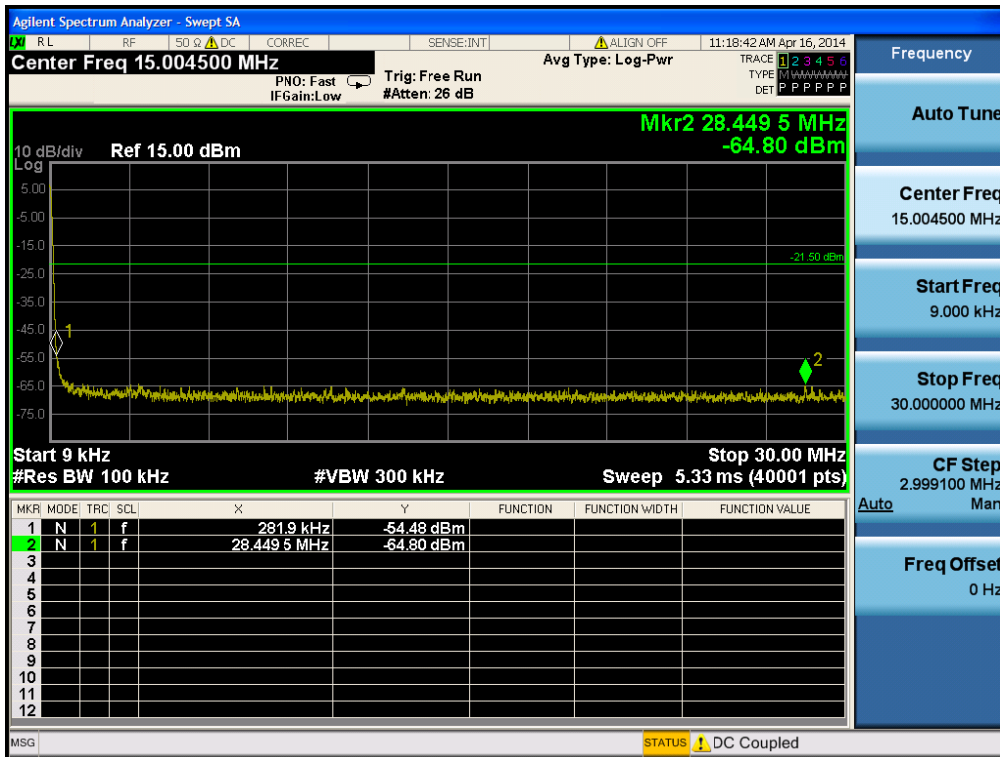 Agilent Spectrum Analyzer - Swept SA
LXI RL RF 50 Ω DC CORREC SENSE:INT ALIGN OFF 11:18:42 AM Apr 16, 2014
Center Freq 15.004500 MHz
PNO: Fast
IFGain:Low
Trig: Free Run
#Atten: 26 dB
Avg Type: Log-Pwr
TRACE 1 2 3 4 5 6
TYPE M W W W W W
DET P P P P P P
Mkr2 28.449 5 MHz
-64.80 dBm
10 dB/div Ref 15.00 dBm
Log
5.00
-5.00
-15.0
-21.50 dBm
-25.0
-35.0
-45.0
1
-55.0
2
-65.0
-75.0
Start 9 kHz Stop 30.00 MHz
#Res BW 100 kHz #VBW 300 kHz Sweep 5.33 ms (40001 pts)
MKR MODE TRC SCL X Y FUNCTION FUNCTION WIDTH FUNCTION VALUE
1 N 1 f 281.9 kHz -54.48 dBm
2 N 1 f 28.449 5 MHz -64.80 dBm
3
4
5
6
7
8
9
10
11
12
MSG STATUS DC Coupled
Frequency
Auto Tune
Center Freq
15.004500 MHz
Start Freq
9.000 kHz
Stop Freq
30.000000 MHz
CF Step
2.999100 MHz
Auto Man
Freq Offset
0 Hz